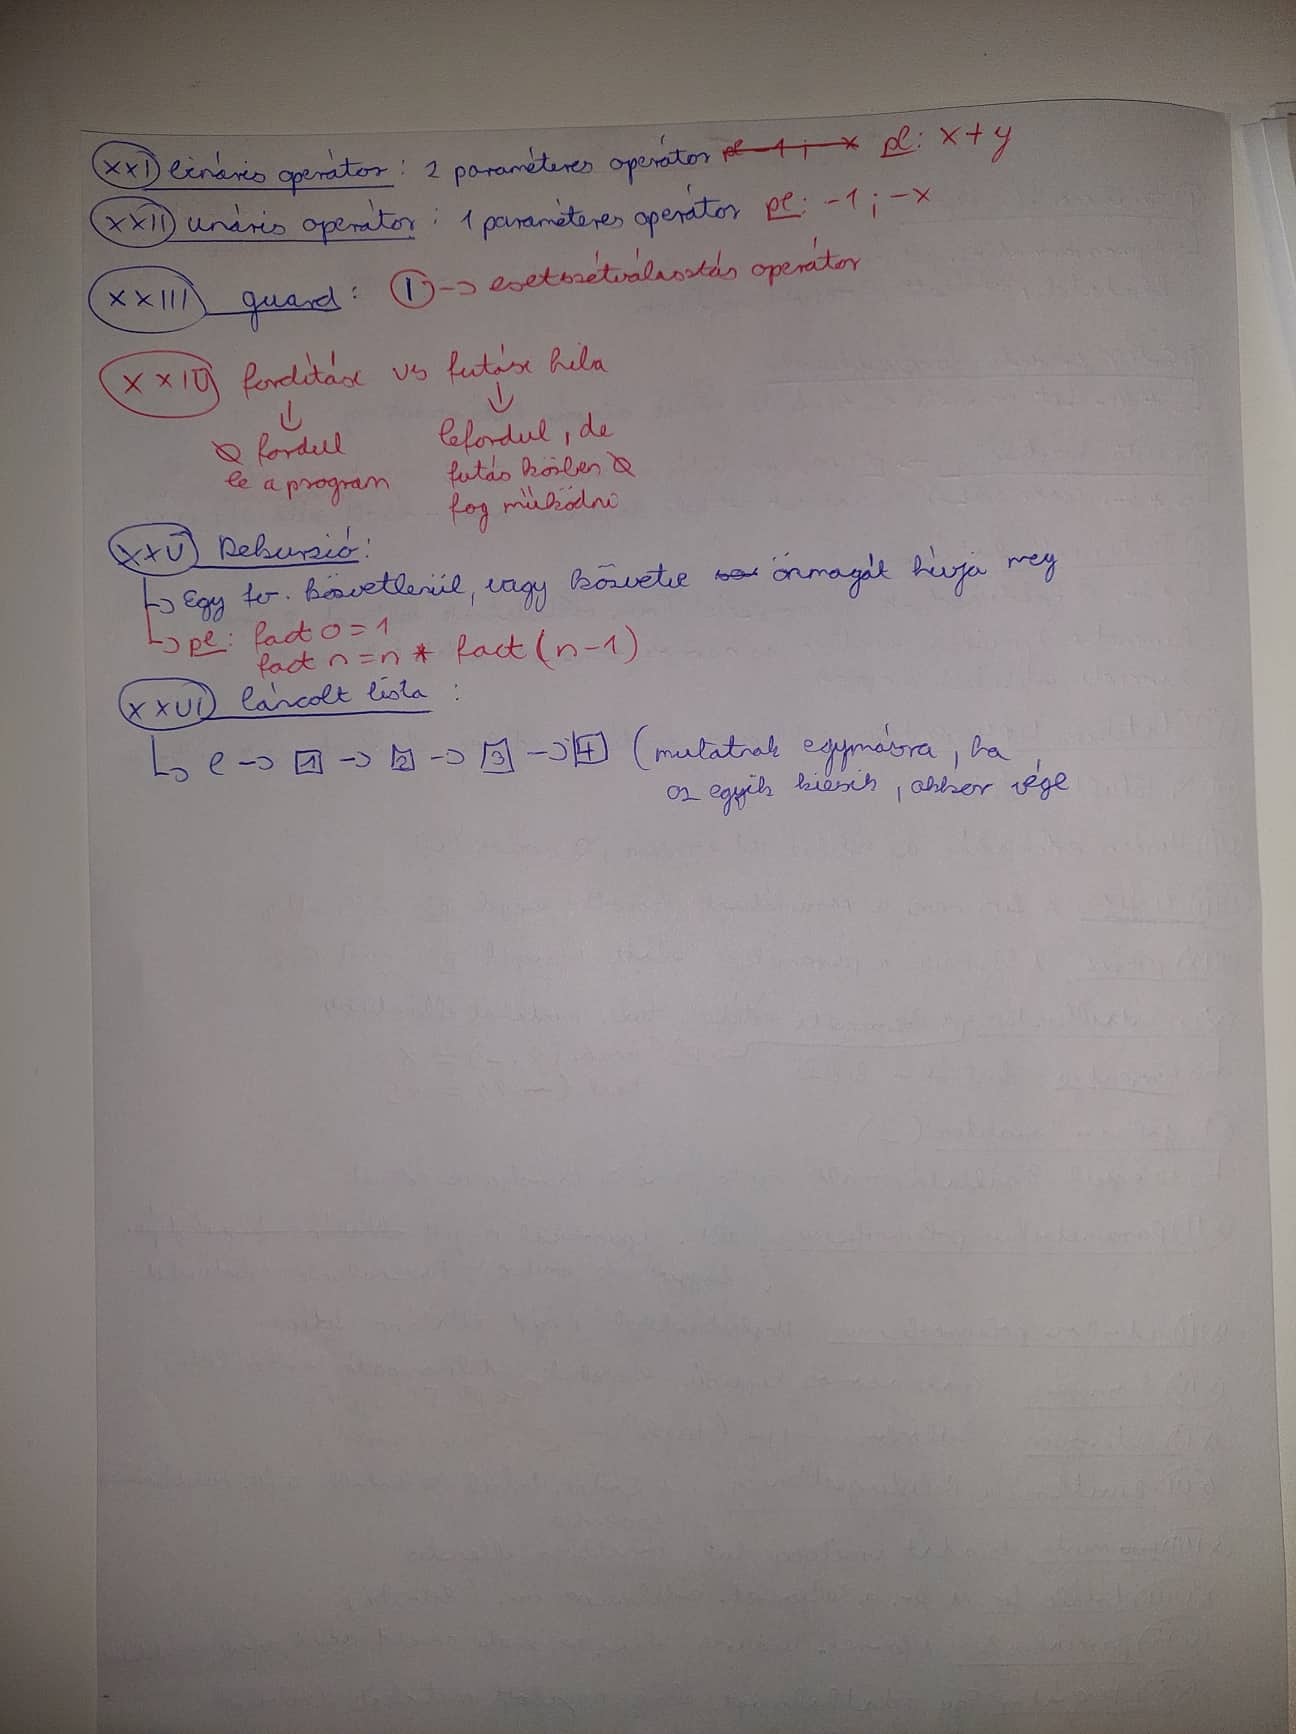 XXI bináris operátor: 2 paraméteres operátor pl: x+y
XXII unáris operátor: 1 paraméteres operátor pl: -1 ; -x
XXIII guard: | -> esetszétválasztás operátor
XXIV fordítási vs futási hiba
↓ ↓
∅ fordul lefordul, de
le a program futás közben ∅
fog működni
XXV Rekurzió:
↳ Egy fv. közvetlenül, vagy közvetve önmagát hívja meg
↳ pl: fact 0 = 1
fact n = n * fact (n-1)
XXVI láncolt lista:
↳ e -> 1 -> 2 -> 3 -> 4 (mutatnak egymásra, ha
az egyik kiesik, akkor vége